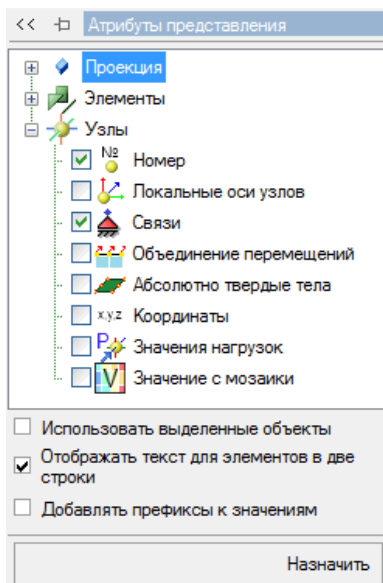 << Атрибуты представления
Проекция
Элементы
Узлы
№ Номер
Локальные оси узлов
Связи
Объединение перемещений
Абсолютно твердые тела
x,y,z Координаты
P Значения нагрузок
V Значение с мозаики
Использовать выделенные объекты
Отображать текст для элементов в две
строки
Добавлять префиксы к значениям
Назначить